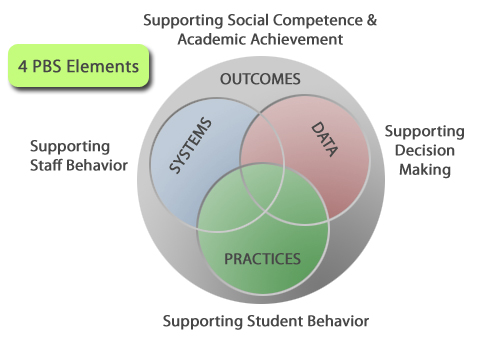 Supporting Social Competence &
Academic Achievement
4 PBS Elements
OUTCOMES
SYSTEMS
DATA
Supporting
Staff Behavior
Supporting
Decision
Making
PRACTICES
Supporting Student Behavior